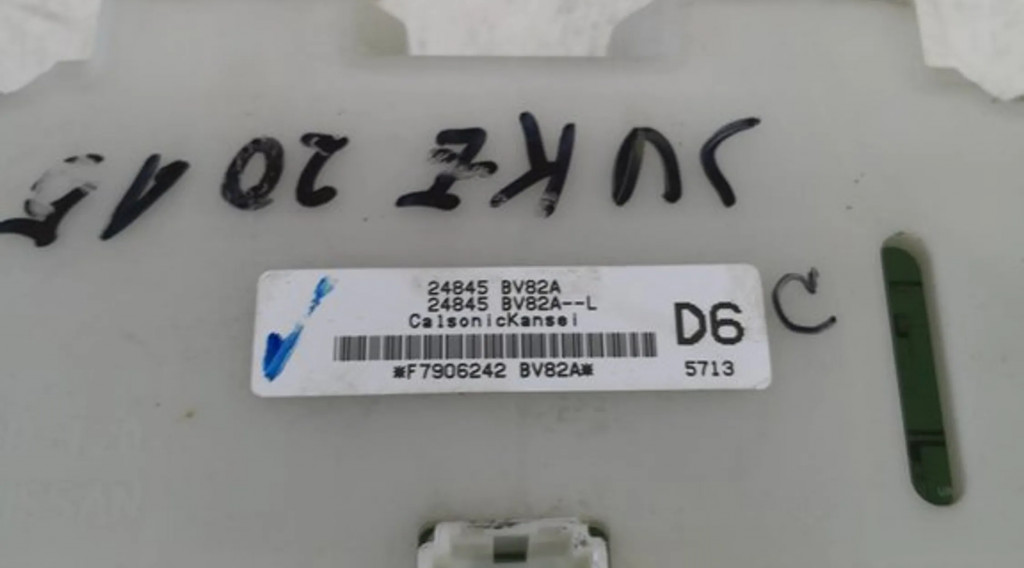 JUKE 2015
24845 BV82A
24845 BV82A--L
CalsonicKansei
D6
C
*F7906242 BV82A*
5713